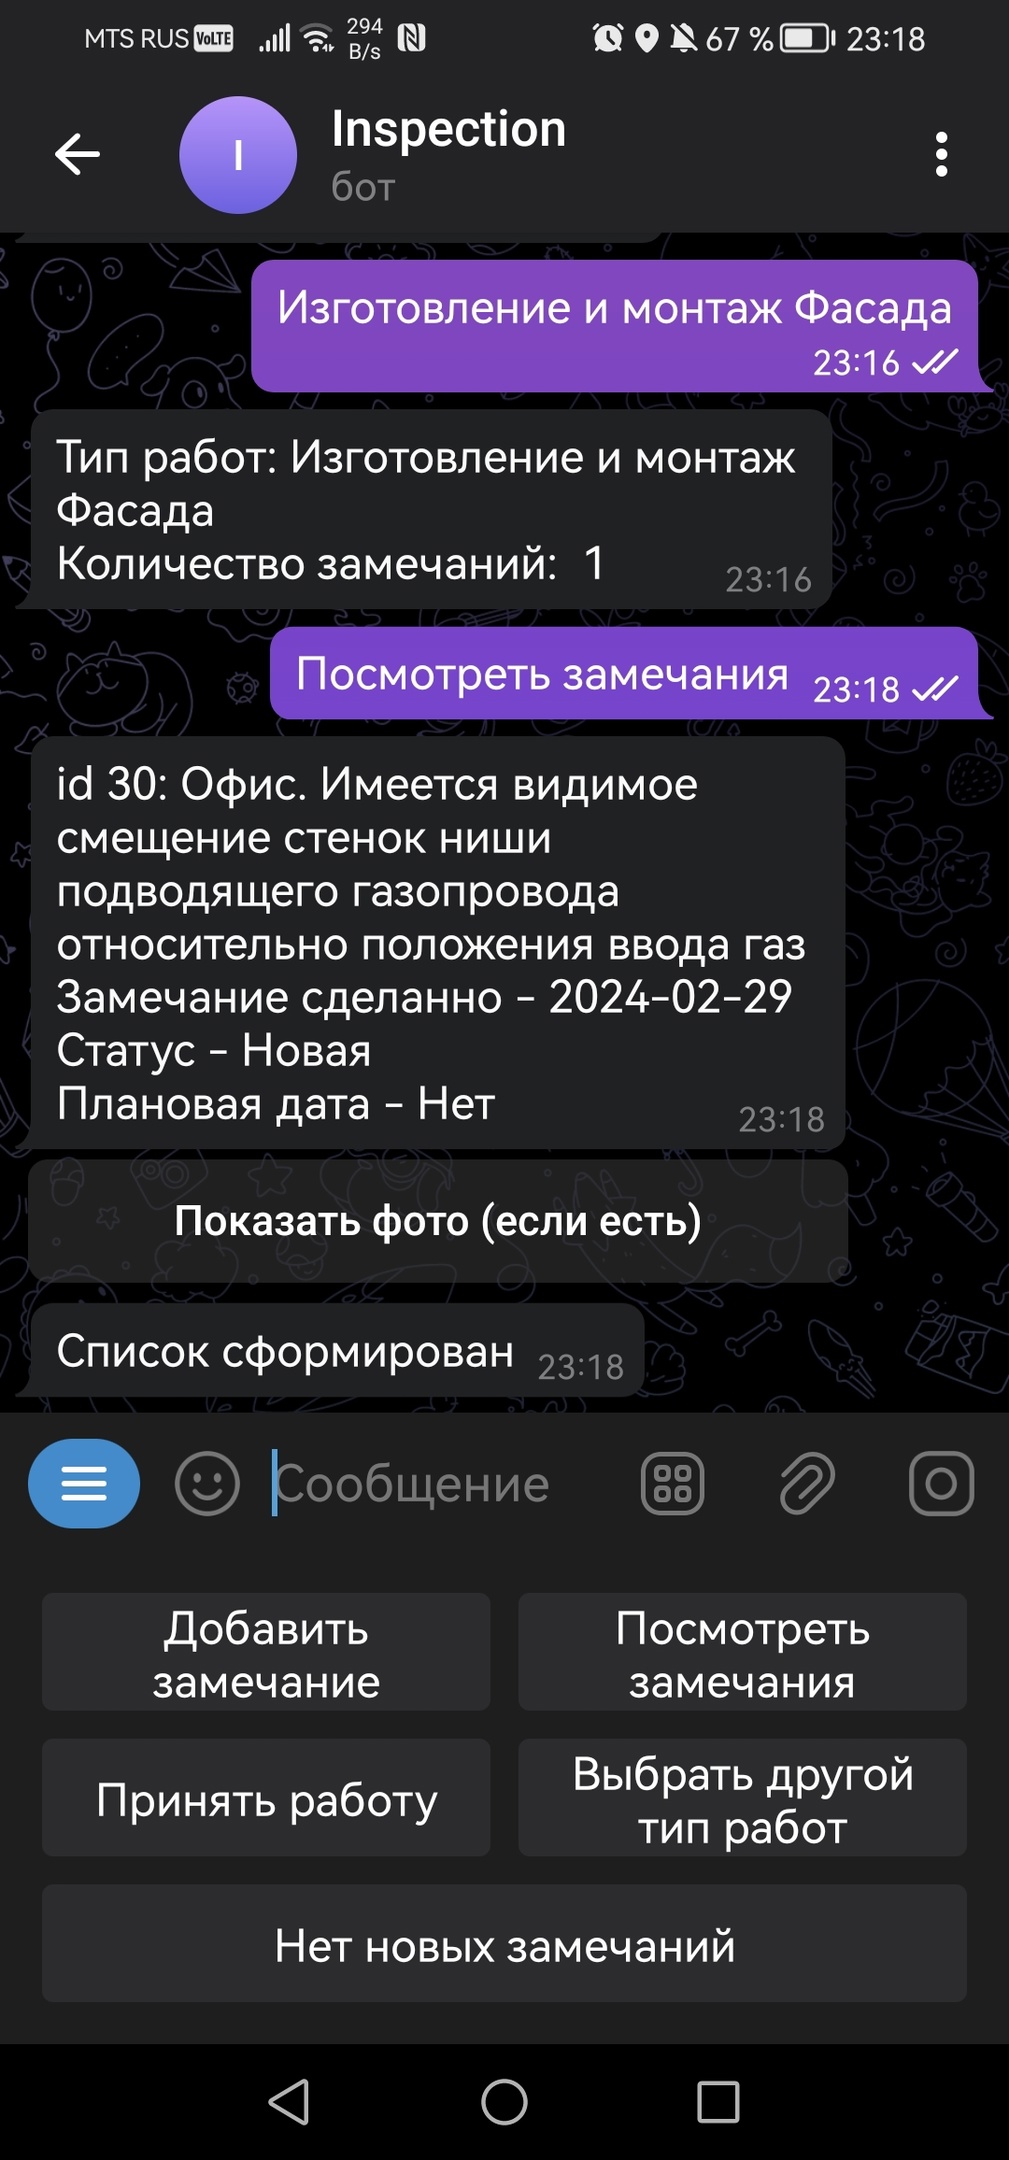 MTS RUS VoLTE 294 B/s 67 % 23:18
I
Inspection
бот
Изготовление и монтаж Фасада
23:16
Тип работ: Изготовление и монтаж
Фасада
Количество замечаний: 1 23:16
Посмотреть замечания 23:18
id 30: Офис. Имеется видимое
смещение стенок ниши
подводящего газопровода
относительно положения ввода газ
Замечание сделанно - 2024-02-29
Статус - Новая
Плановая дата - Нет 23:18
Показать фото (если есть)
Список сформирован 23:18
Сообщение
Добавить
замечание
Посмотреть
замечания
Принять работу
Выбрать другой
тип работ
Нет новых замечаний